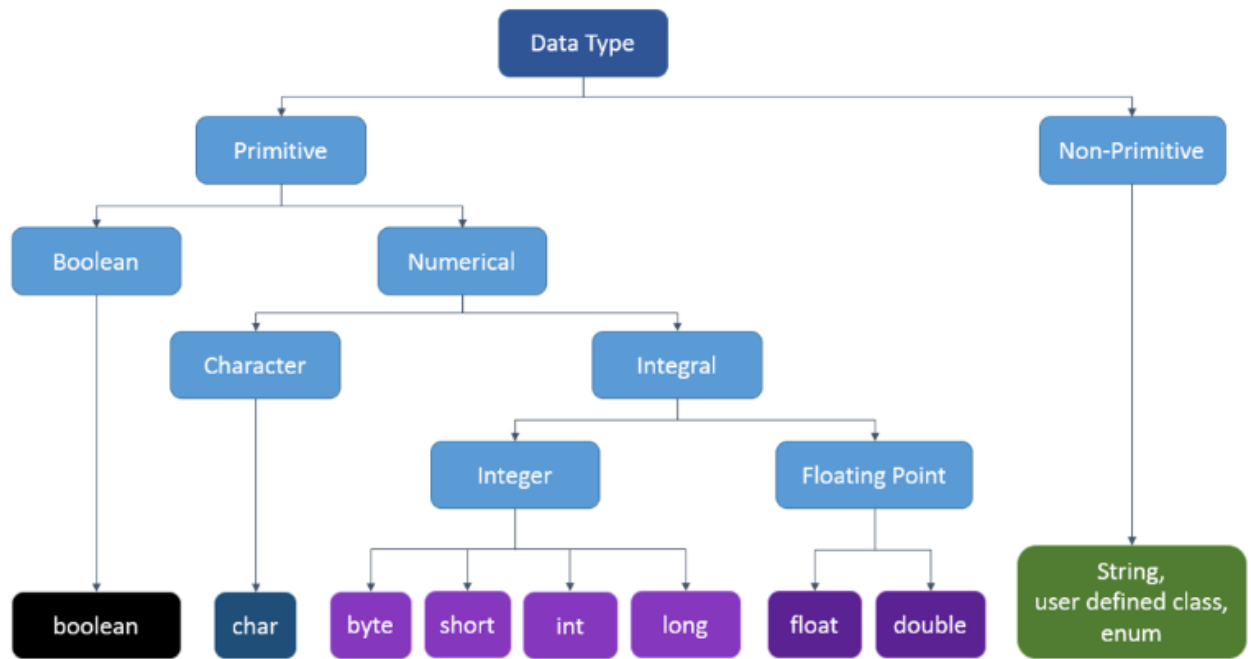 Data Type
Primitive
Non-Primitive
Boolean
Numerical
Character
Integral
Integer
Floating Point
boolean
char
byte
short
int
long
float
double
String,
user defined class,
enum